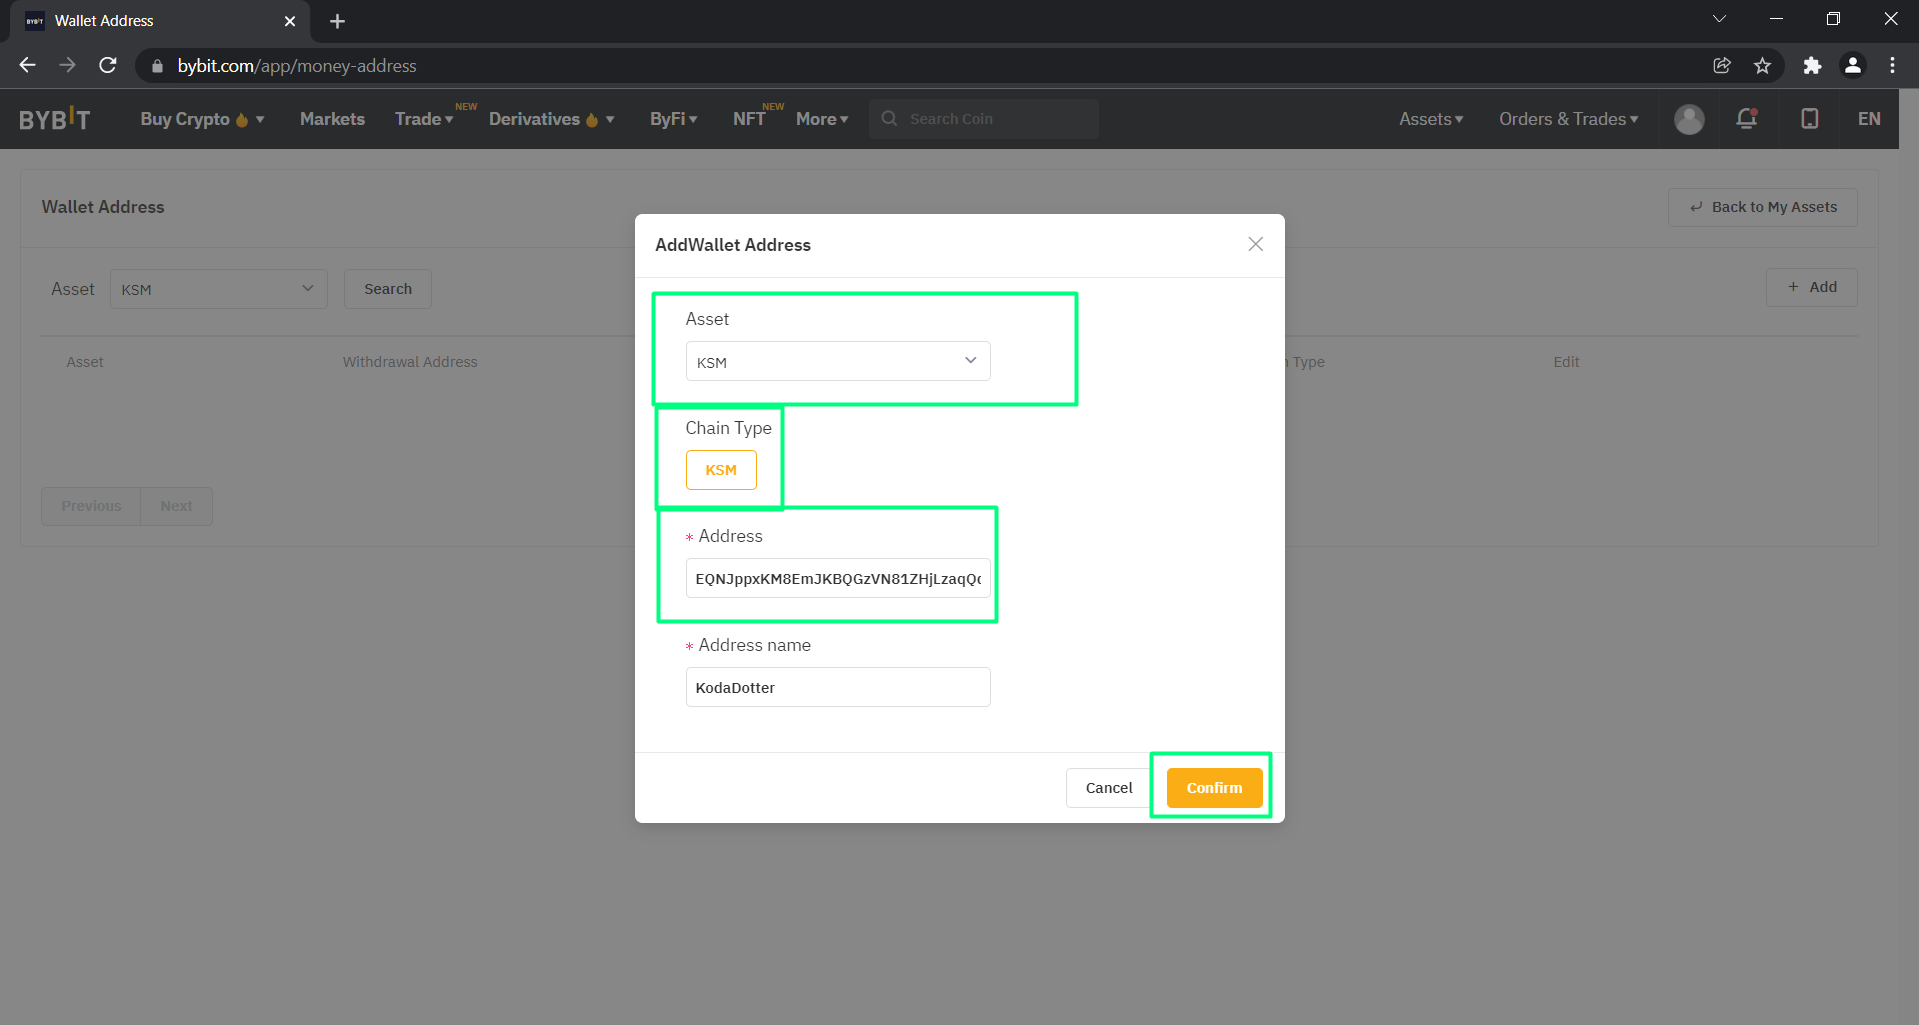 Wallet Address
bybit.com/app/money-address
BYBIT Buy Crypto Markets Trade NEW Derivatives ByFi NFT NEW More Search Coin Assets Orders & Trades EN
Wallet Address
Back to My Assets
Asset KSM Search
+ Add
Asset Withdrawal Address Type Edit
Previous Next
AddWallet Address
Asset
KSM
Chain Type
KSM
* Address
EQNJppxKM8EmJKBQGzVN81ZHjLzaqQ
* Address name
KodaDotter
Cancel Confirm